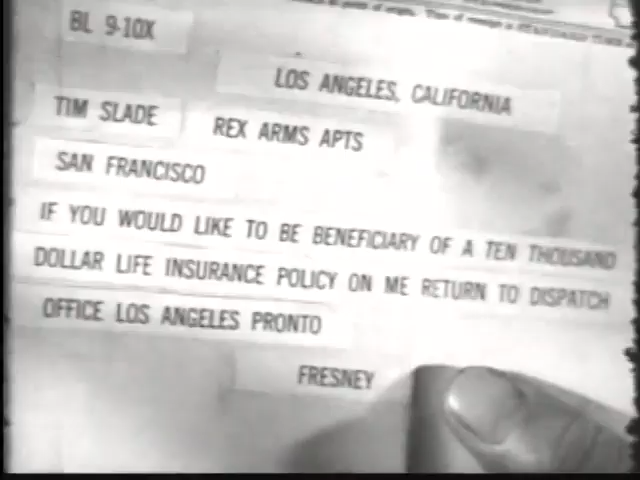 BL 9-10X
LOS ANGELES, CALIFORNIA
TIM SLADE REX ARMS APTS
SAN FRANCISCO
IF YOU WOULD LIKE TO BE BENEFICIARY OF A TEN THOUSAND
DOLLAR LIFE INSURANCE POLICY ON ME RETURN TO DISPATCH
OFFICE LOS ANGELES PRONTO
FRESNEY